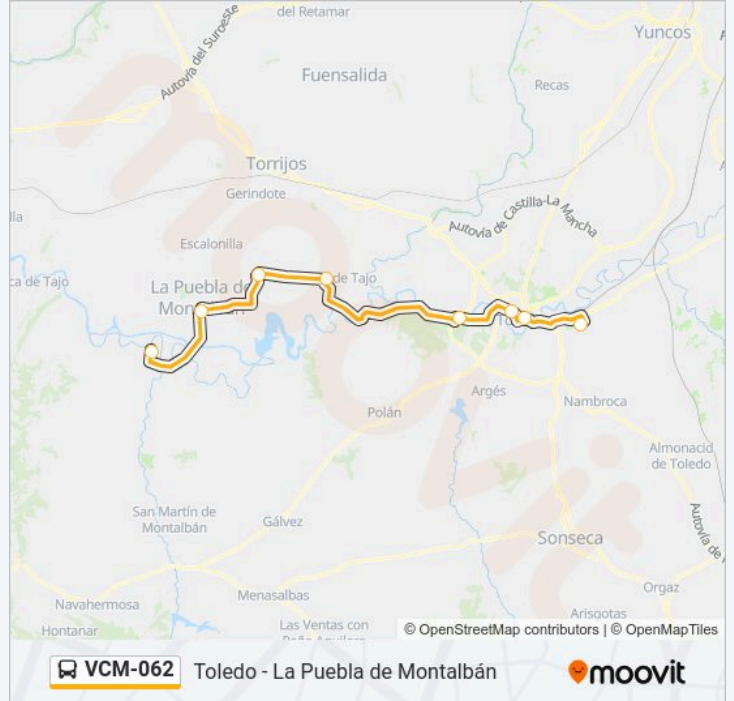 del Retamar
Yuncos
Autovía del Suroeste
Fuensalida
Recas
Torrijos
Gerindote
Autovía de Castilla-La Mancha
Escalonilla
de Tajo
ca de Tajo
La Puebla de
Montalbán
Argés
Nambroca
Polán
Almonacid
de Toledo
San Martín de
Montalbán
Gálvez
Autovía de
Sonseca
Orgaz
Menasalbas
Navahermosa
Arisgotas
Hontanar
Las Ventas con
© OpenStreetMap contributors | © OpenMapTiles
VCM-062 Toledo - La Puebla de Montalbán
moovit